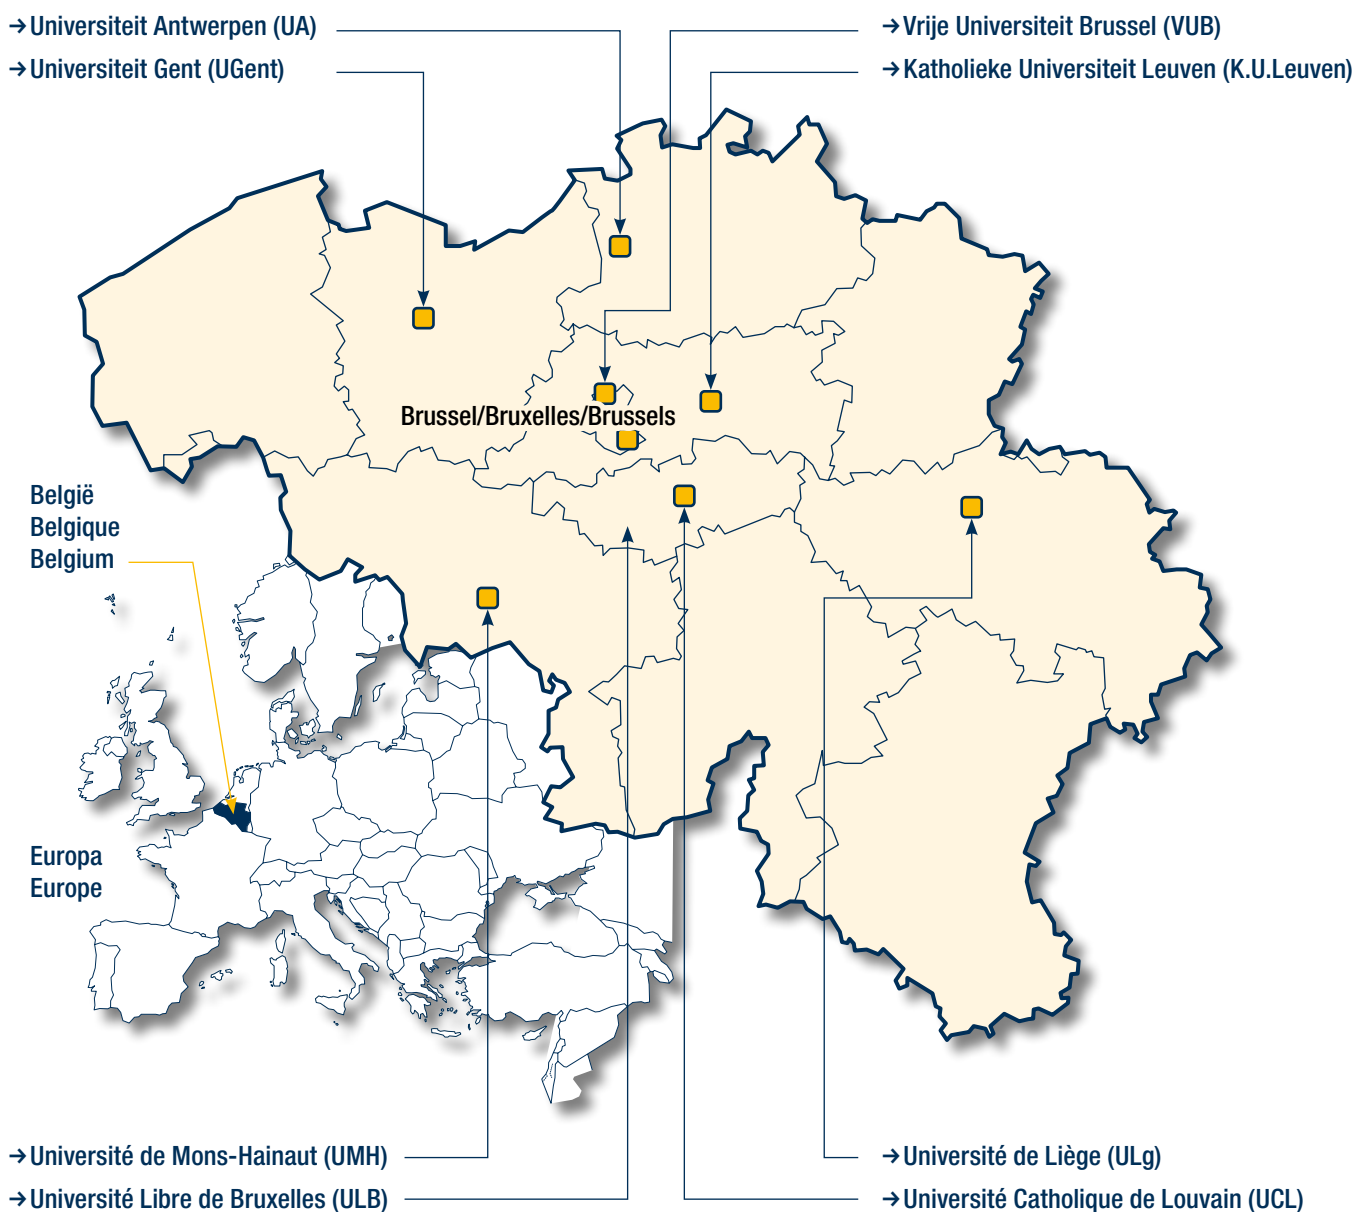 →Universiteit Antwerpen (UA)
→Universiteit Gent (UGent)
→Vrije Universiteit Brussel (VUB)
→Katholieke Universiteit Leuven (K.U.Leuven)
Brussel/Bruxelles/Brussels
België
Belgique
Belgium
Europa
Europe
→Université de Mons-Hainaut (UMH)
→Université Libre de Bruxelles (ULB)
→Université de Liège (ULg)
→Université Catholique de Louvain (UCL)